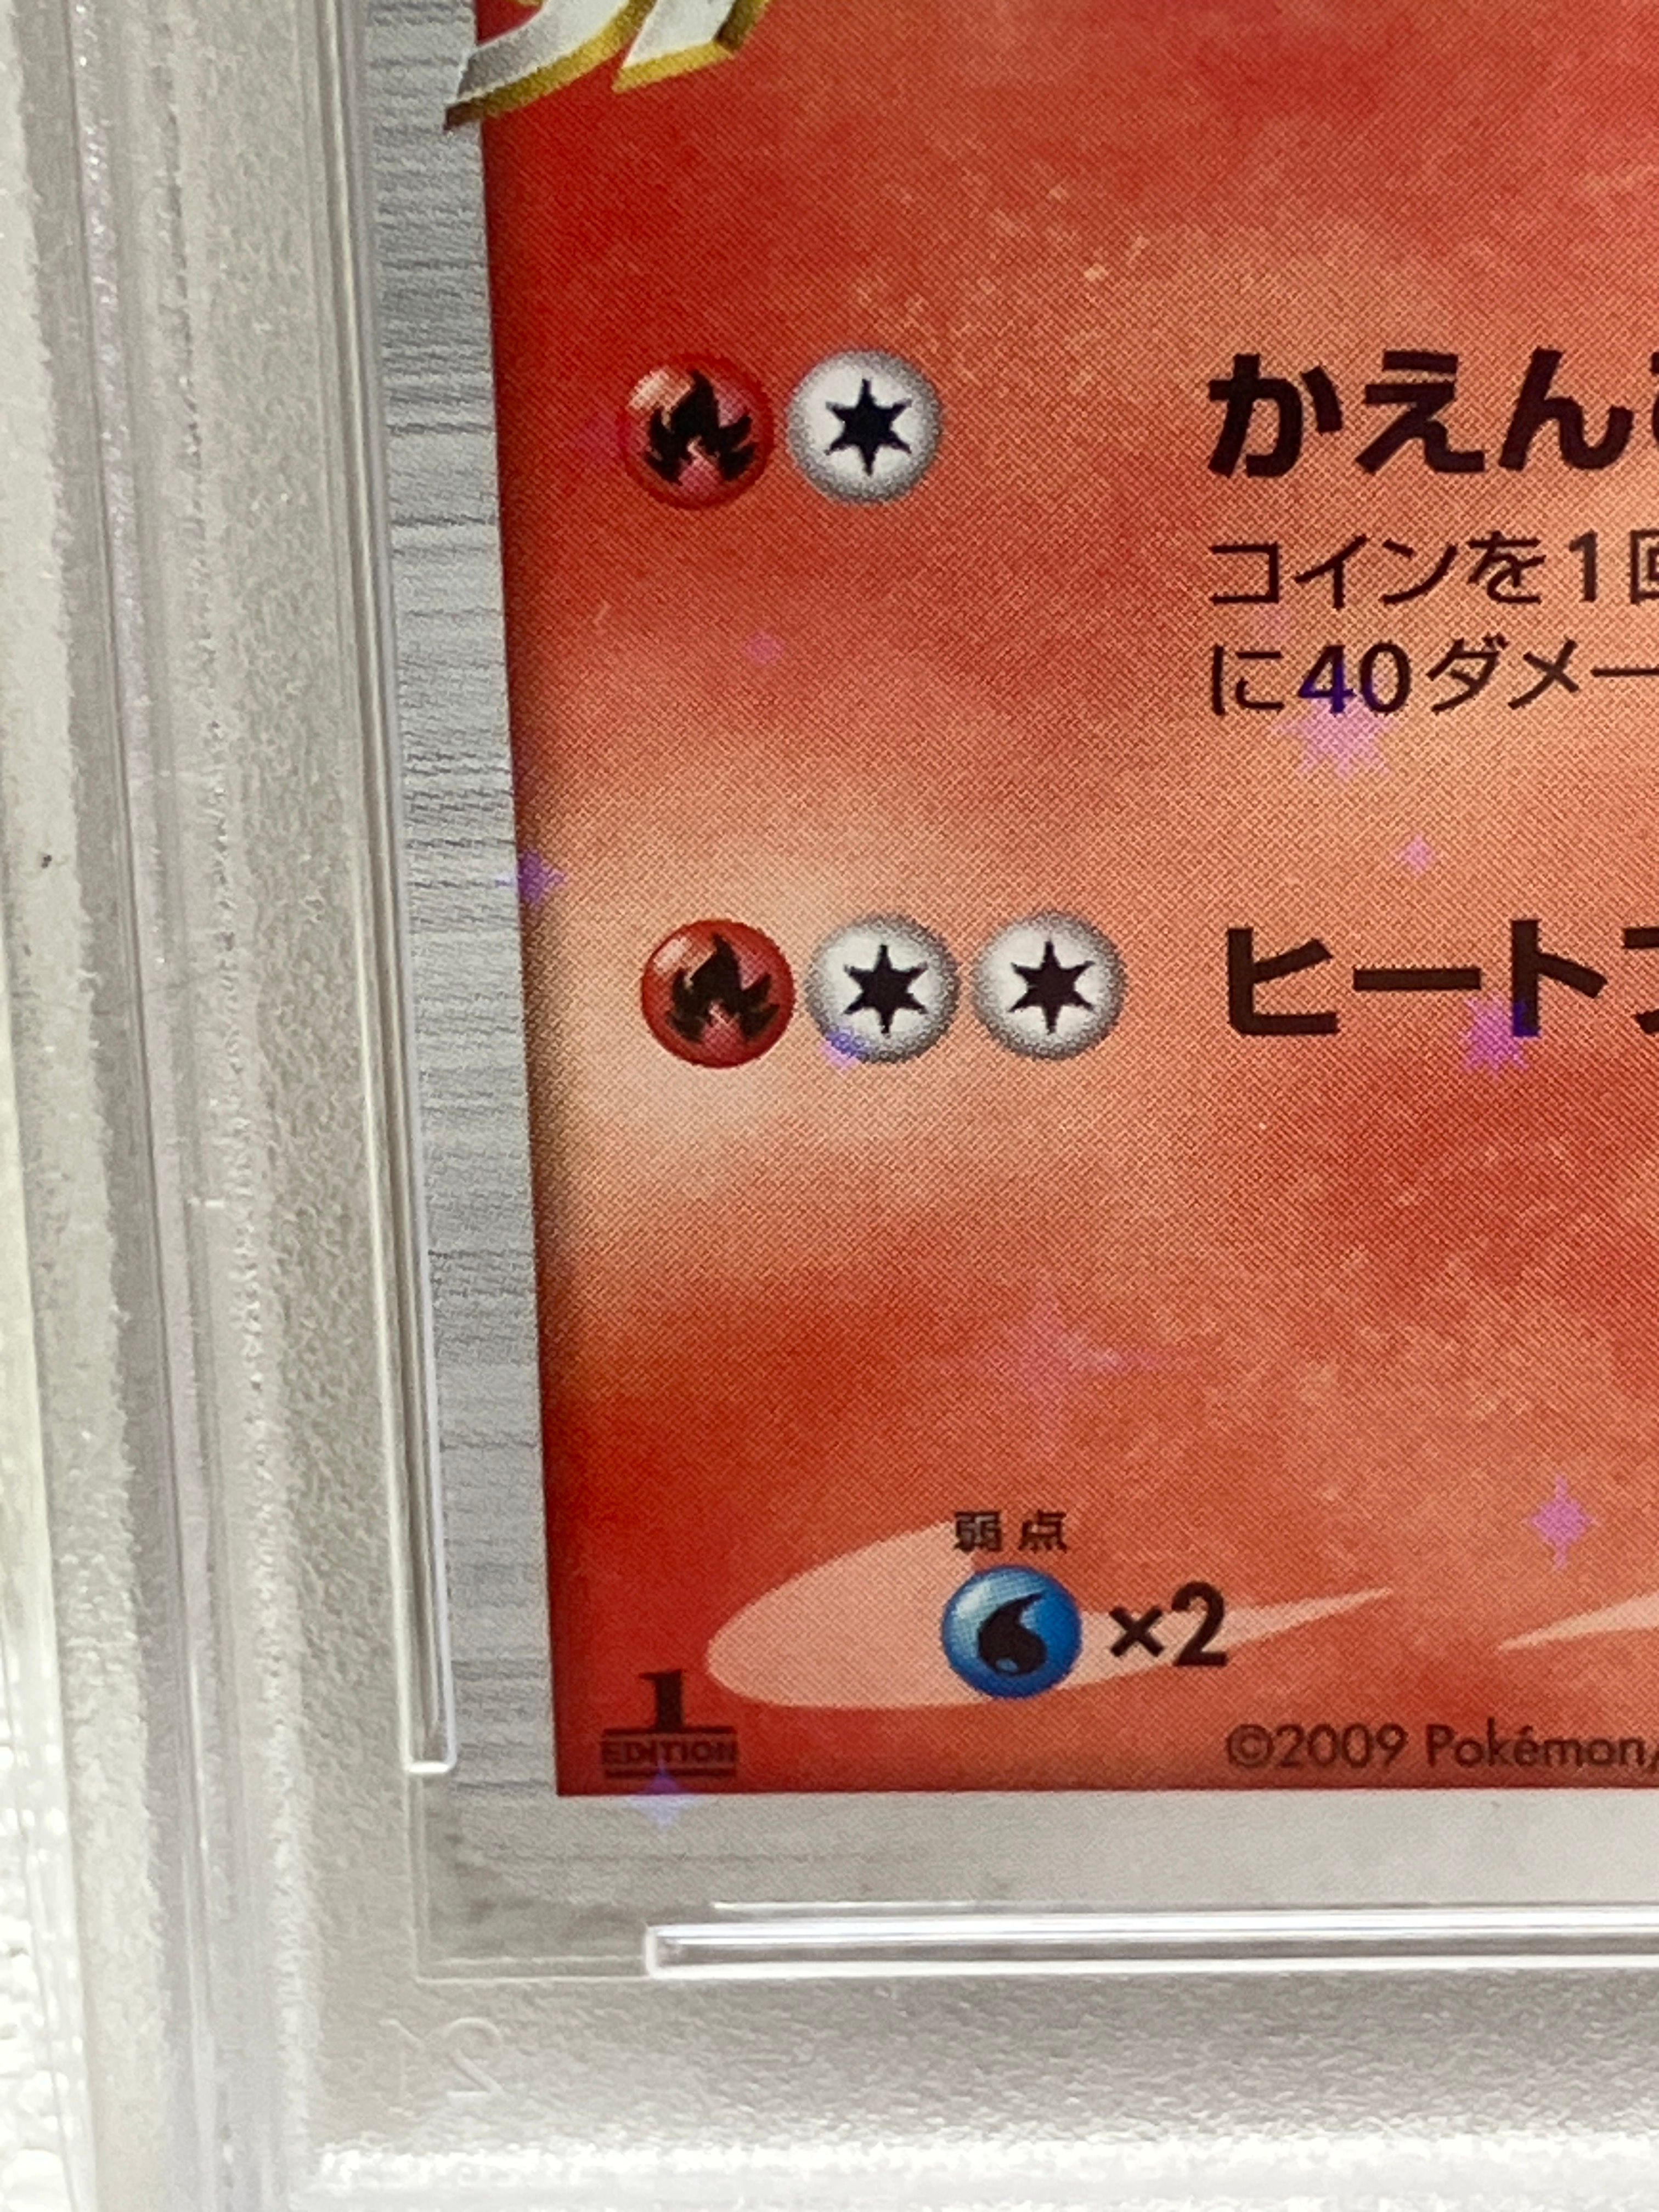 かえん
コインを1回
に40ダメー
ヒート
弱点
×2
1
EDITION
©2009 Pokémon/